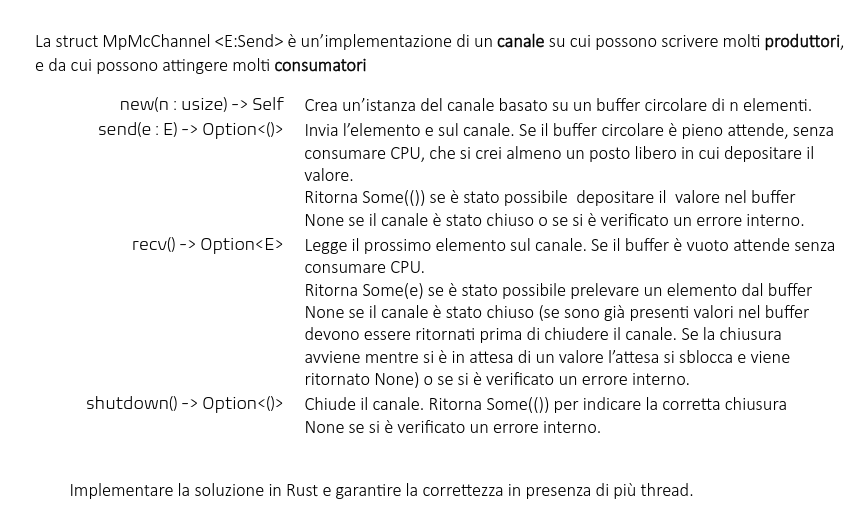 La struct MpMcChannel <E:Send> è un'implementazione di un canale su cui possono scrivere molti produttori,
e da cui possono attingere molti consumatori
new(n : usize) -> Self Crea un'istanza del canale basato su un buffer circolare di n elementi.
send(e : E) -> Option<()> Invia l'elemento e sul canale. Se il buffer circolare è pieno attende, senza
consumare CPU, che si crei almeno un posto libero in cui depositare il
valore.
Ritorna Some(()) se è stato possibile depositare il valore nel buffer
None se il canale è stato chiuso o se si è verificato un errore interno.
recv() -> Option<E> Legge il prossimo elemento sul canale. Se il buffer è vuoto attende senza
consumare CPU.
Ritorna Some(e) se è stato possibile prelevare un elemento dal buffer
None se il canale è stato chiuso (se sono già presenti valori nel buffer
devono essere ritornati prima di chiudere il canale. Se la chiusura
avviene mentre si è in attesa di un valore l'attesa si sblocca e viene
ritornato None) o se si è verificato un errore interno.
shutdown() -> Option<()> Chiude il canale. Ritorna Some(()) per indicare la corretta chiusura
None se si è verificato un errore interno.
Implementare la soluzione in Rust e garantire la correttezza in presenza di più thread.